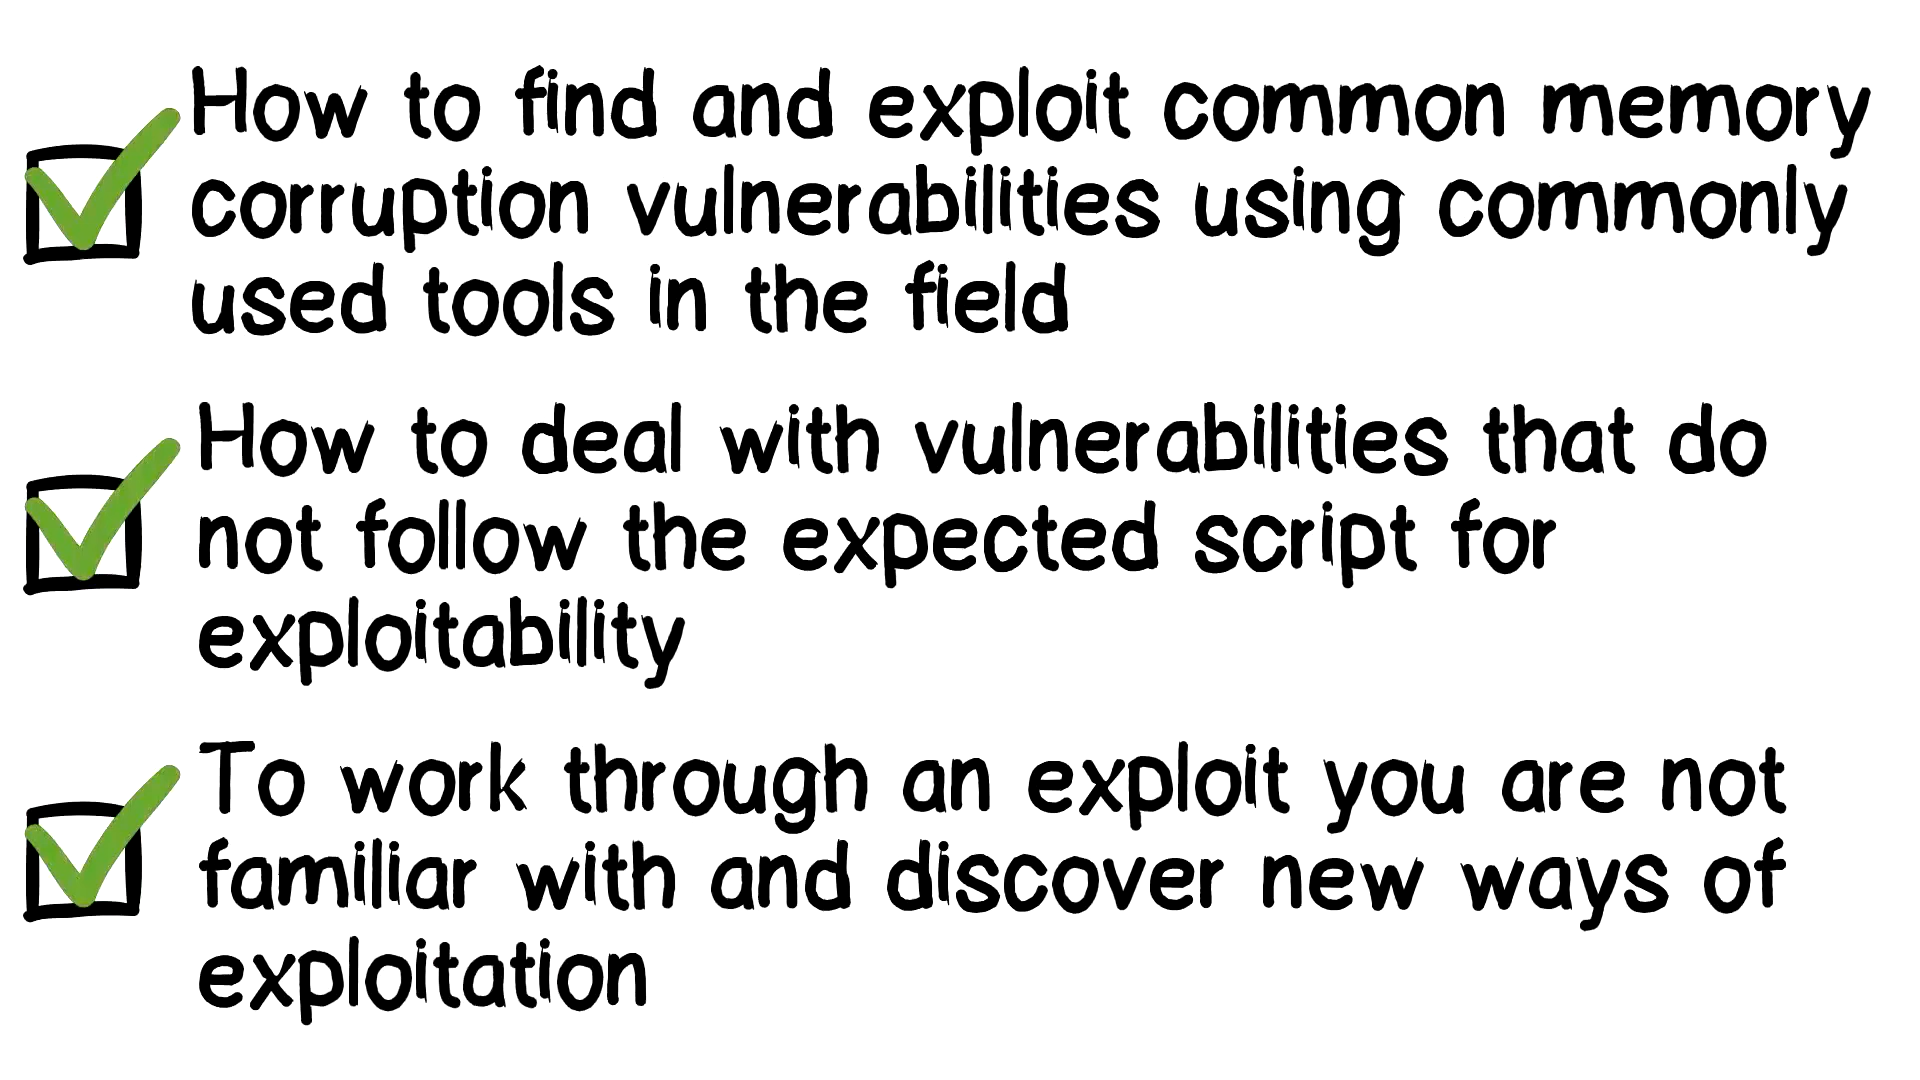 How to find and exploit common memory
corruption vulnerabilities using commonly
used tools in the field
How to deal with vulnerabilities that do
not follow the expected script for
exploitability
To work through an exploit you are not
familiar with and discover new ways of
exploitation